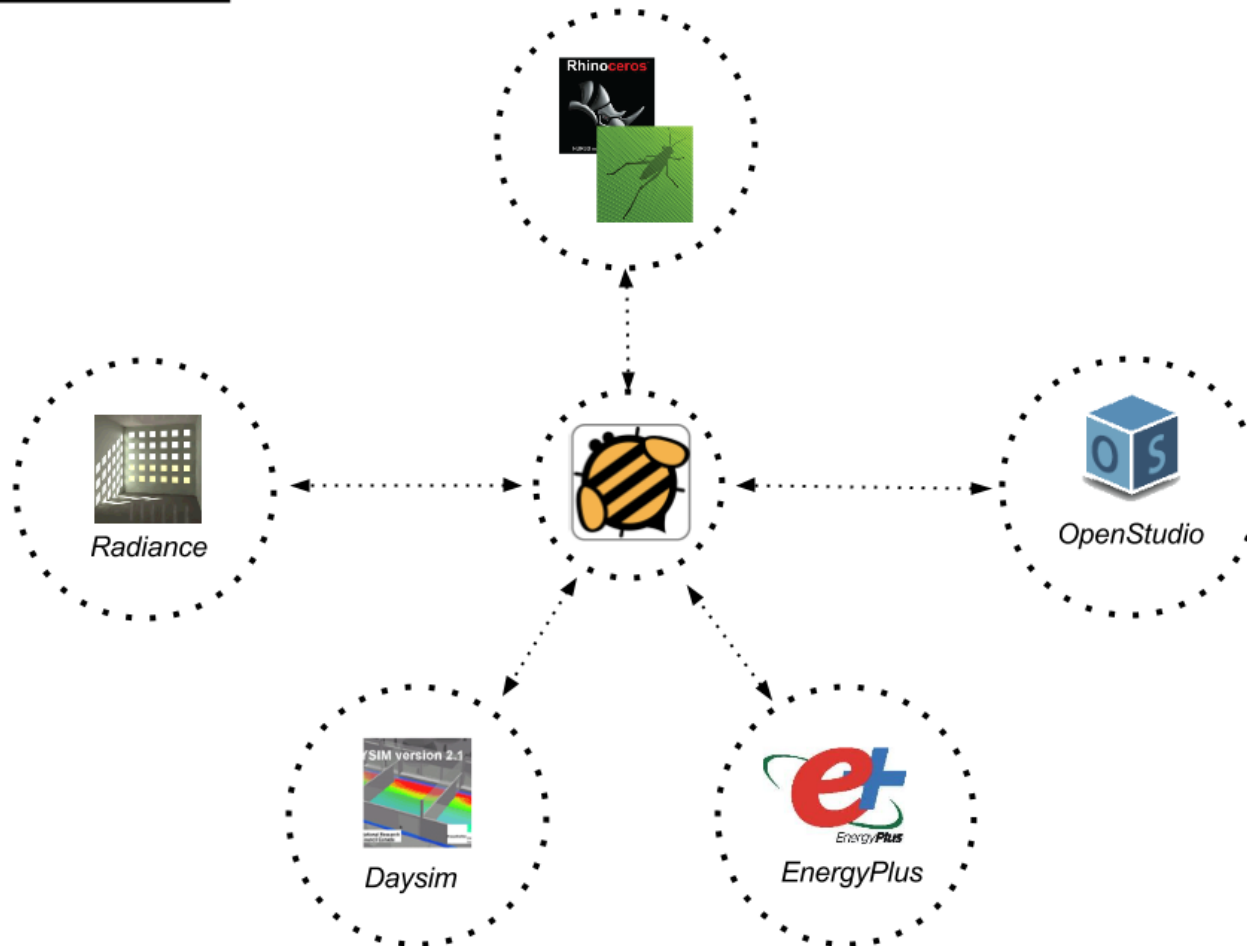 Rhinoceros
Radiance
OS
OpenStudio
YSIM version 2.1
Daysim
e+
EnergyPlus
EnergyPlus